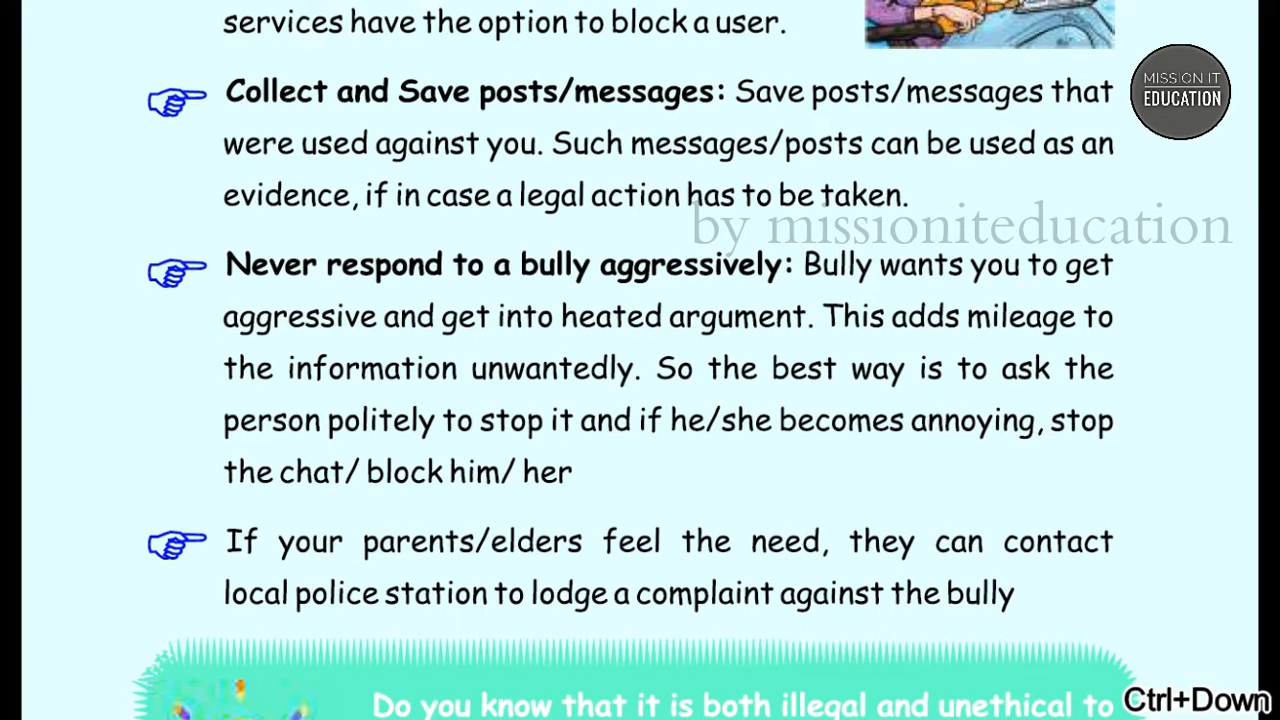 services have the option to block a user.
MISSION IT
EDUCATION
Collect and Save posts/messages: Save posts/messages that
were used against you. Such messages/posts can be used as an
evidence, if in case a legal action has to be taken.
by missioniteducation
Never respond to a bully aggressively: Bully wants you to get
aggressive and get into heated argument. This adds mileage to
the information unwantedly. So the best way is to ask the
person politely to stop it and if he/she becomes annoying, stop
the chat/ block him/ her
If your parents/elders feel the need, they can contact
local police station to lodge a complaint against the bully
Do you know that it is both illegal and unethical to
Ctrl+Down